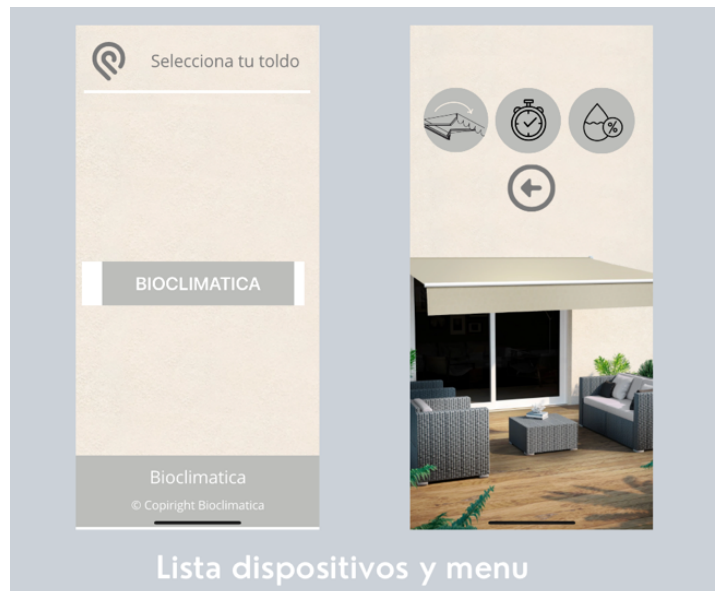 Selecciona tu toldo
%
BIOCLIMATICA
Bioclimatica
© Copiright Bioclimatica
Lista dispositivos y menu